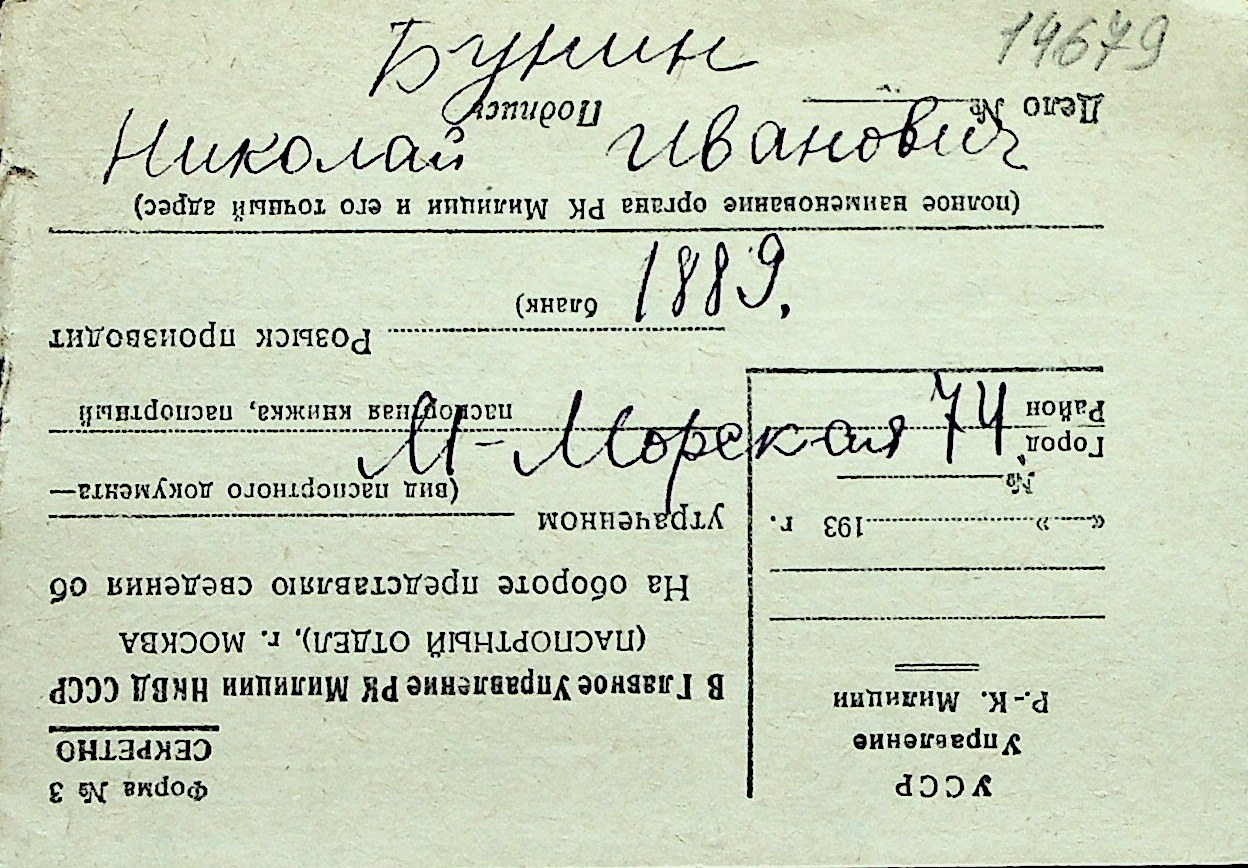 14679
Бунин
Николай Иванович
1889.
М-Морская 74
Форма № 3
СЕКРЕТНО
УССР
Управление
Р.-К. Милиции
«   »   193   г.
№
Город
Район
В Главное Управление РК Милиции НКВД СССР
(ПАСПОРТНЫЙ ОТДЕЛ), г. МОСКВА
На обороте представляю сведения об
утраченном
(вид паспортного документа—
паспортная книжка, паспортный
бланк)
Розыск производит
(полное наименование органа РК Милиции и его точный адрес)
Дело №
Подпись